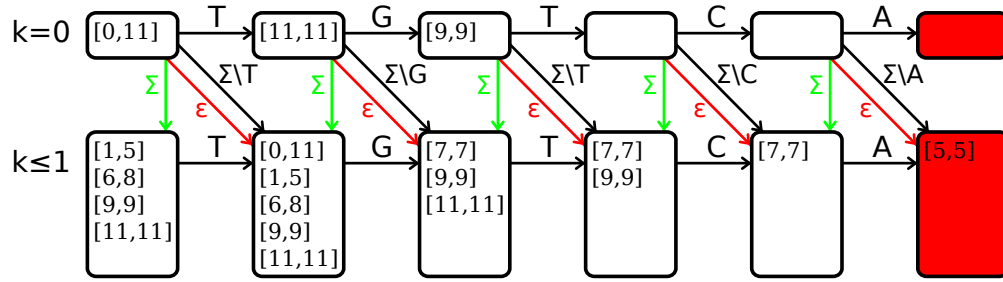 T G T C A
k=0 [0,11] [11,11] [9,9]
Σ\T Σ\G Σ\T Σ\C Σ\A
Σ ε Σ ε Σ ε Σ ε Σ ε
T G T C A
k≤1 [1,5] [0,11] [7,7] [7,7] [7,7] [5,5]
[6,8] [1,5] [9,9] [9,9]
[9,9] [6,8] [11,11]
[11,11] [9,9]
[11,11]